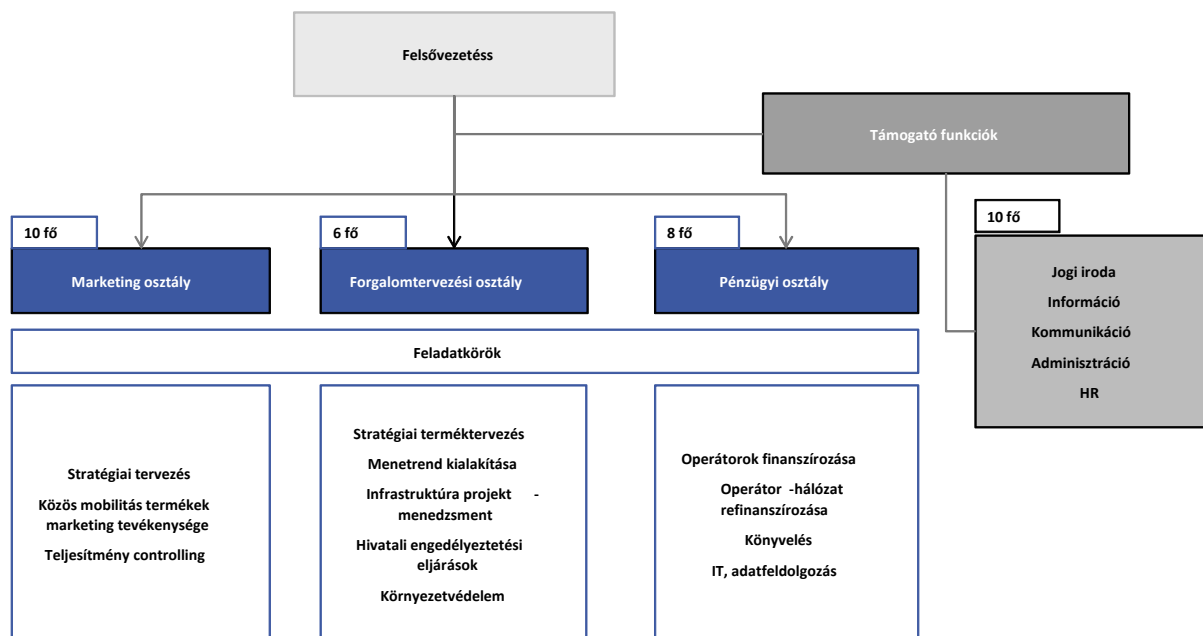 Felsővezetéss
Támogató funkciók
10 fő
Marketing osztály
6 fő
Forgalomtervezési osztály
8 fő
Pénzügyi osztály
10 fő
Jogi iroda
Információ
Kommunikáció
Adminisztráció
HR
Feladatkörök
Stratégiai tervezés
Közös mobilitás termékek
marketing tevékenysége
Teljesítmény controlling
Stratégiai terméktervezés
Menetrend kialakítása
Infrastruktúra projekt -
menedzsment
Hivatali engedélyeztetési
eljárások
Környezetvédelem
Operátorok finanszírozása
Operátor -hálózat
refinanszírozása
Könyvelés
IT, adatfeldolgozás